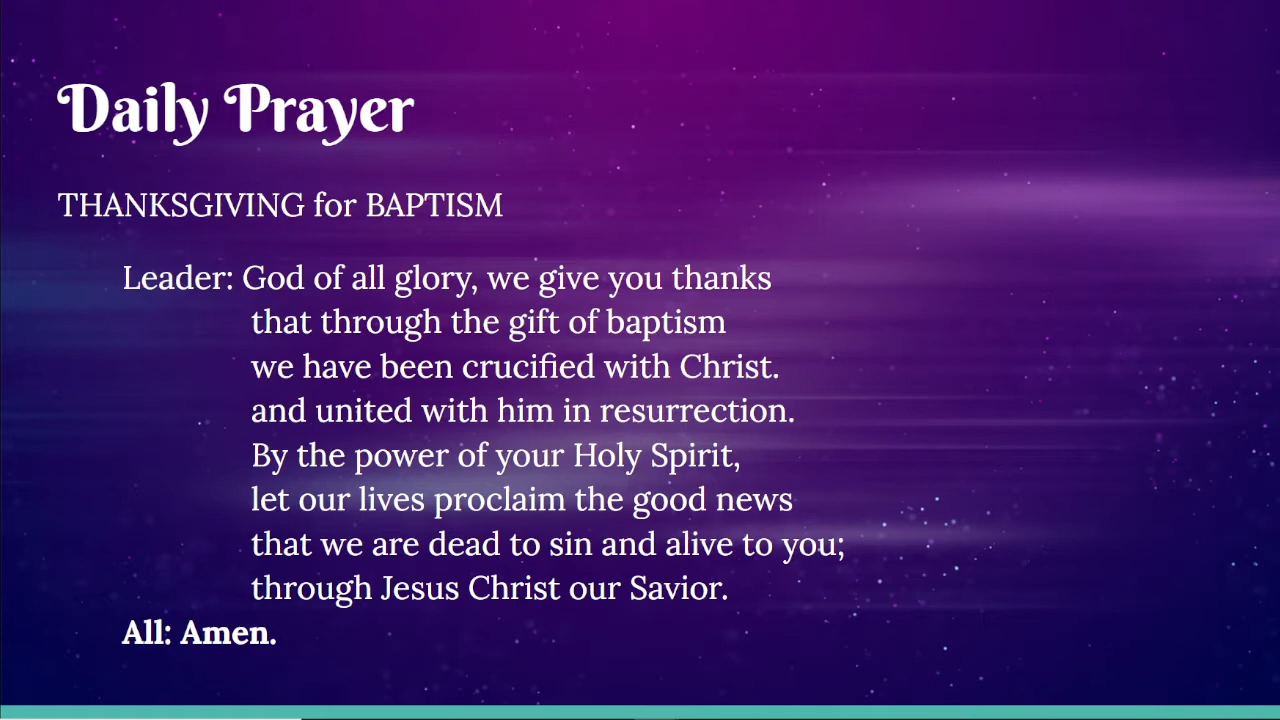 Daily Prayer
THANKSGIVING for BAPTISM
Leader: God of all glory, we give you thanks
that through the gift of baptism
we have been crucified with Christ.
and united with him in resurrection.
By the power of your Holy Spirit,
let our lives proclaim the good news
that we are dead to sin and alive to you;
through Jesus Christ our Savior.
All: Amen.